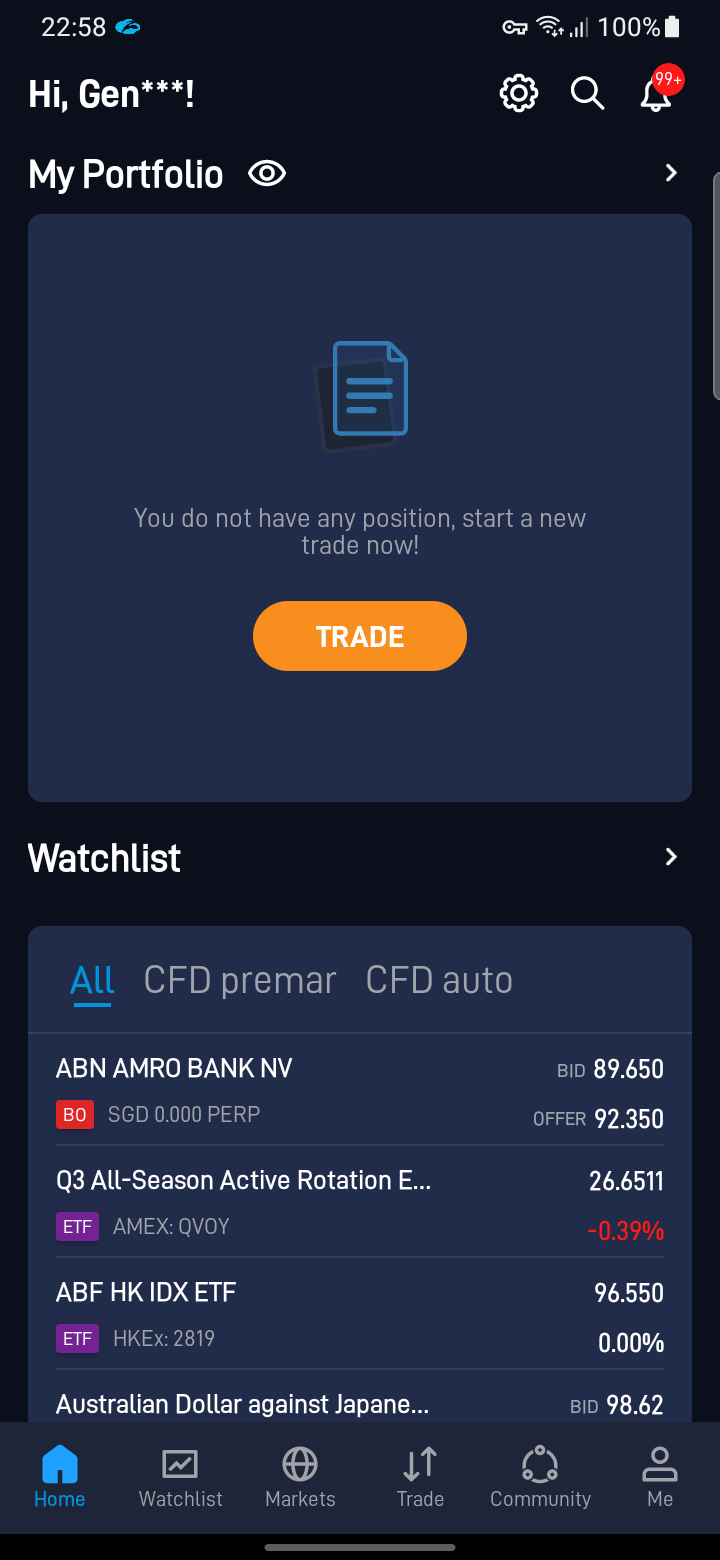 22:58 100%
Hi, Gen***!
99+
My Portfolio
You do not have any position, start a new
trade now!
TRADE
Watchlist
All CFD premar CFD auto
ABN AMRO BANK NV BID 89.650
BO SGD 0.000 PERP OFFER 92.350
Q3 All-Season Active Rotation E... 26.6511
ETF AMEX: QVOY -0.39%
ABF HK IDX ETF 96.550
ETF HKEx: 2819 0.00%
Australian Dollar against Japane... BID 98.62
Home Watchlist Markets Trade Community Me